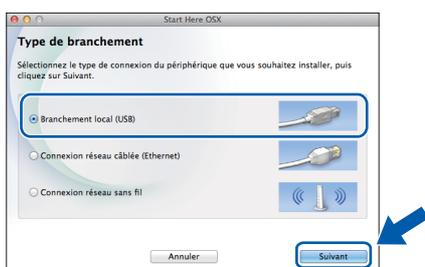 Start Here OSX
Type de branchement
Sélectionnez le type de connexion du périphérique que vous souhaitez installer, puis
cliquez sur Suivant.
Branchement local (USB)
Connexion réseau câblée (Ethernet)
Connexion réseau sans fil
Annuler
Suivant